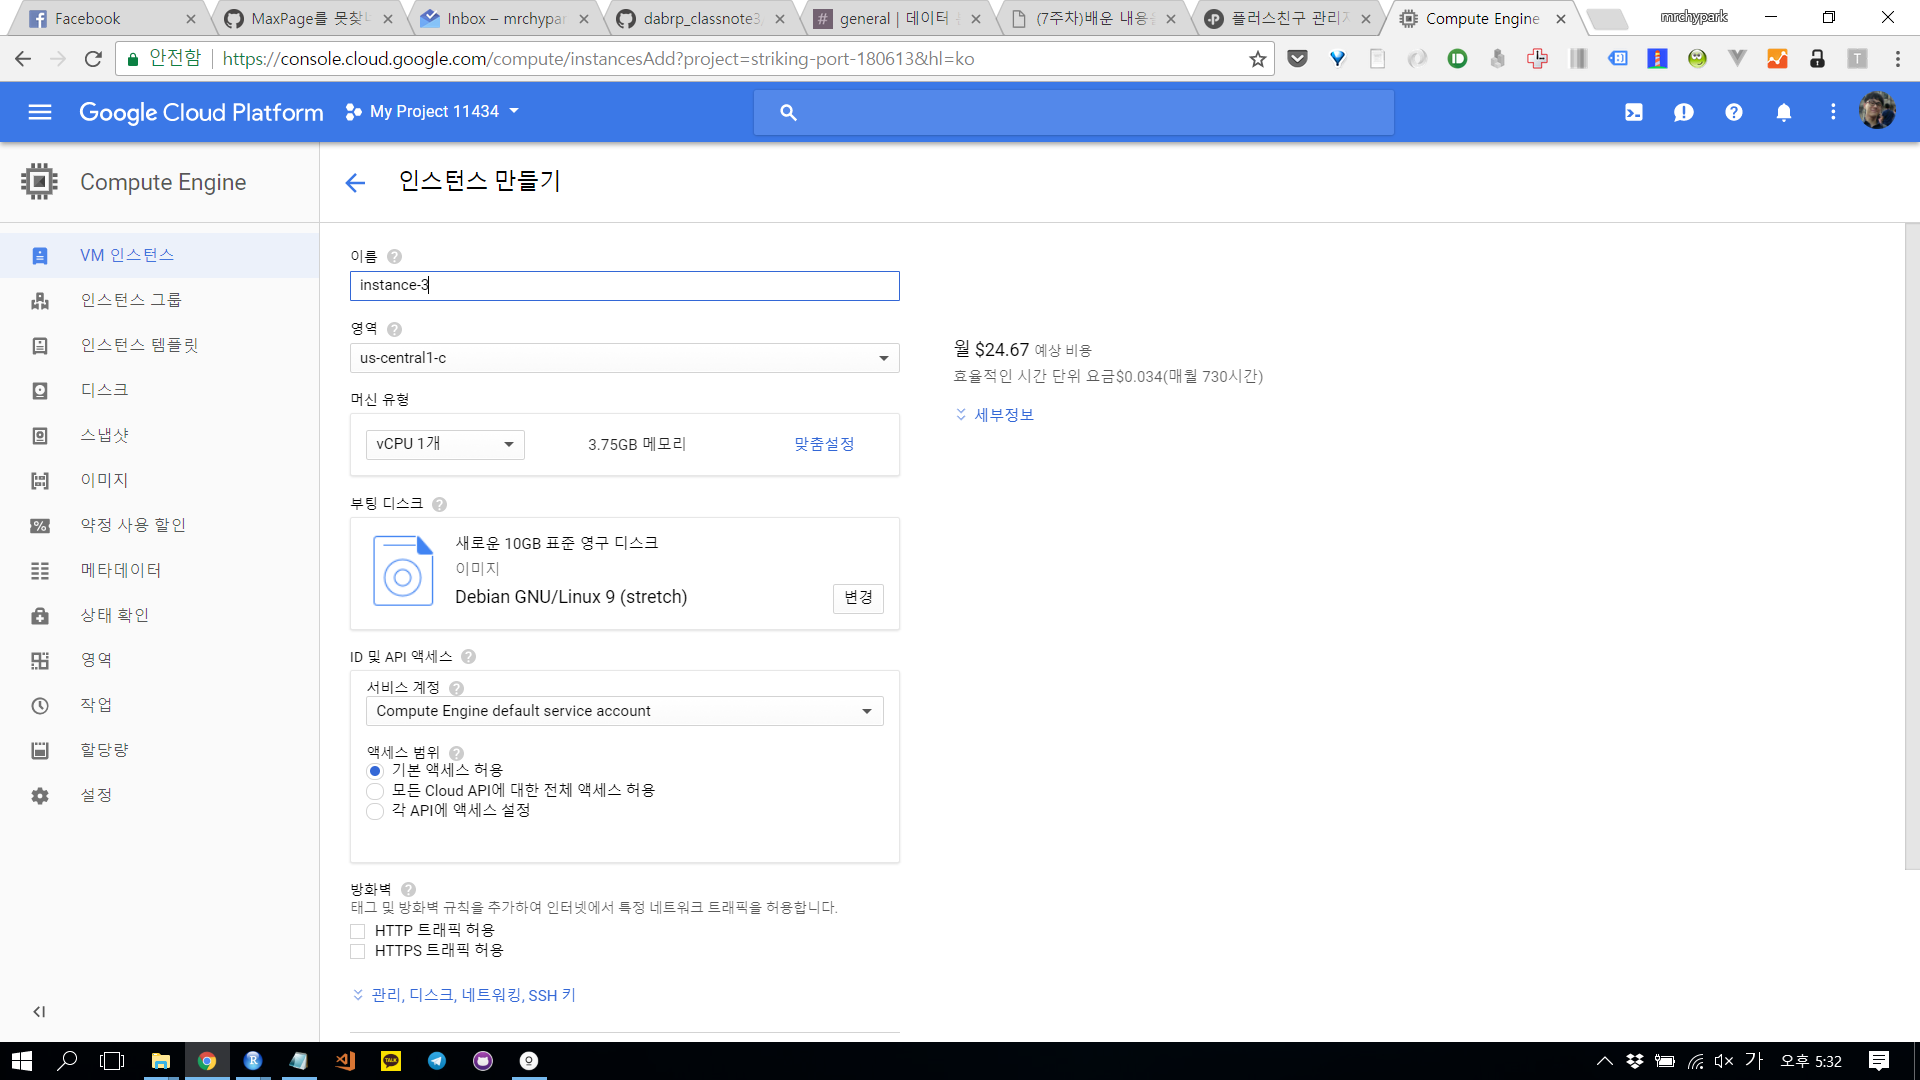 Facebook
MaxPage를 못찾
Inbox – mrchypar
dabrp_classnote3
general | 데이터
(7주차)배운 내용
플러스친구 관리
Compute Engine
mrchypark
안전함
https://console.cloud.google.com/compute/instancesAdd?project=striking-port-180613&hl=ko
Google Cloud Platform
My Project 11434
Compute Engine
인스턴스 만들기
VM 인스턴스
인스턴스 그룹
인스턴스 템플릿
디스크
스냅샷
이미지
약정 사용 할인
메타데이터
상태 확인
영역
작업
할당량
설정
이름
instance-3
영역
us-central1-c
머신 유형
vCPU 1개
3.75GB 메모리
맞춤설정
부팅 디스크
새로운 10GB 표준 영구 디스크
이미지
Debian GNU/Linux 9 (stretch)
변경
ID 및 API 액세스
서비스 계정
Compute Engine default service account
액세스 범위
기본 액세스 허용
모든 Cloud API에 대한 전체 액세스 허용
각 API에 액세스 설정
방화벽
태그 및 방화벽 규칙을 추가하여 인터넷에서 특정 네트워크 트래픽을 허용합니다.
HTTP 트래픽 허용
HTTPS 트래픽 허용
관리, 디스크, 네트워킹, SSH 키
월 $24.67 예상 비용
효율적인 시간 단위 요금$0.034(매월 730시간)
세부정보
가
오후 5:32